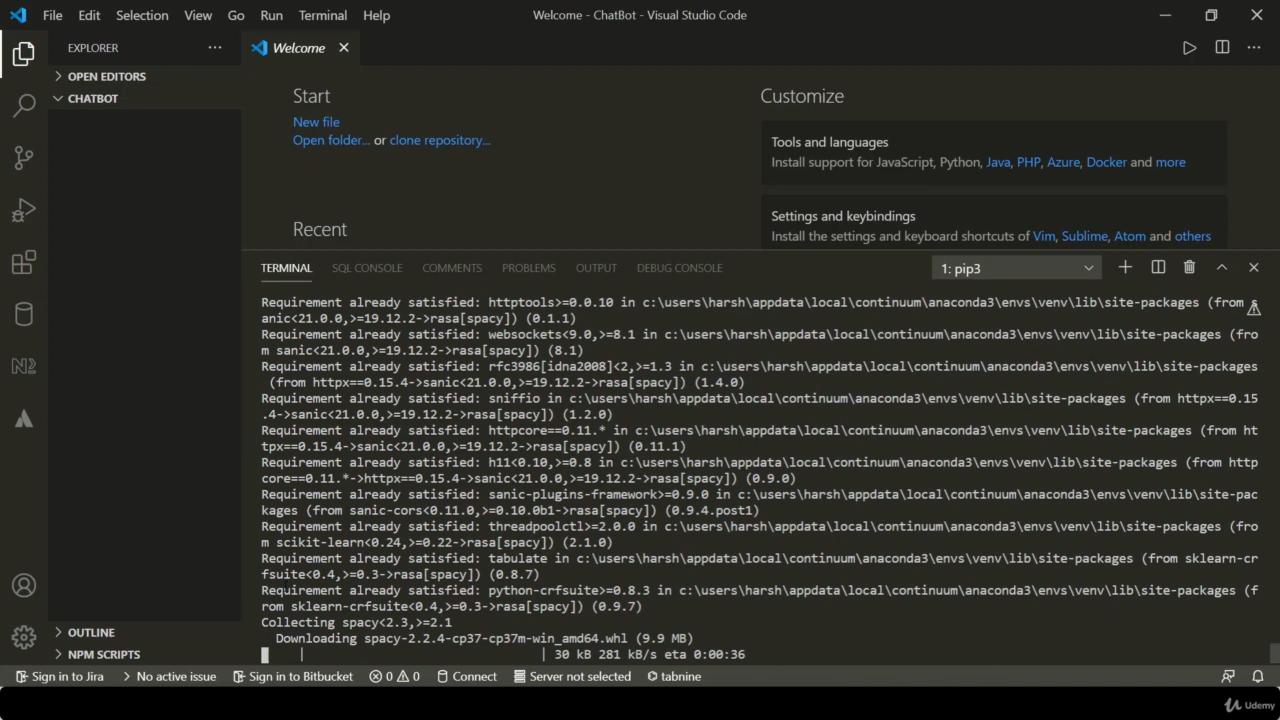 File Edit Selection View Go Run Terminal Help Welcome - ChatBot - Visual Studio Code
EXPLORER ... Welcome
OPEN EDITORS
CHATBOT
Start
New file
Open folder... or clone repository...
Recent
Customize
Tools and languages
Install support for JavaScript, Python, Java, PHP, Azure, Docker and more
Settings and keybindings
Install the settings and keyboard shortcuts of Vim, Sublime, Atom and others
TERMINAL SQL CONSOLE COMMENTS PROBLEMS OUTPUT DEBUG CONSOLE 1: pip3
Requirement already satisfied: httptools>=0.0.10 in c:\users\harsh\appdata\local\continuum\anaconda3\envs\venv\lib\site-packages (from s
anic<21.0.0,>=19.12.2->rasa[spacy]) (0.1.1)
Requirement already satisfied: websockets<9.0,>=8.1 in c:\users\harsh\appdata\local\continuum\anaconda3\envs\venv\lib\site-packages (fro
m sanic<21.0.0,>=19.12.2->rasa[spacy]) (8.1)
Requirement already satisfied: rfc3986[idna2008]<2,>=1.3 in c:\users\harsh\appdata\local\continuum\anaconda3\envs\venv\lib\site-packages
(from httpx==0.15.4->sanic<21.0.0,>=19.12.2->rasa[spacy]) (1.4.0)
Requirement already satisfied: sniffio in c:\users\harsh\appdata\local\continuum\anaconda3\envs\venv\lib\site-packages (from httpx==0.15
.4->sanic<21.0.0,>=19.12.2->rasa[spacy]) (1.2.0)
Requirement already satisfied: httpcore==0.11.* in c:\users\harsh\appdata\local\continuum\anaconda3\envs\venv\lib\site-packages (from ht
tpx==0.15.4->sanic<21.0.0,>=19.12.2->rasa[spacy]) (0.11.1)
Requirement already satisfied: h11<0.10,>=0.8 in c:\users\harsh\appdata\local\continuum\anaconda3\envs\venv\lib\site-packages (from http
core==0.11.*->httpx==0.15.4->sanic<21.0.0,>=19.12.2->rasa[spacy]) (0.9.0)
Requirement already satisfied: sanic-plugins-framework>=0.9.0 in c:\users\harsh\appdata\local\continuum\anaconda3\envs\venv\lib\site-pac
kages (from sanic-cors<0.11.0,>=0.10.0b1->rasa[spacy]) (0.9.4.post1)
Requirement already satisfied: threadpoolctl>=2.0.0 in c:\users\harsh\appdata\local\continuum\anaconda3\envs\venv\lib\site-packages (fro
m scikit-learn<0.24,>=0.22->rasa[spacy]) (2.1.0)
Requirement already satisfied: tabulate in c:\users\harsh\appdata\local\continuum\anaconda3\envs\venv\lib\site-packages (from sklearn-cr
fsuite<0.4,>=0.3->rasa[spacy]) (0.8.7)
Requirement already satisfied: python-crfsuite>=0.8.3 in c:\users\harsh\appdata\local\continuum\anaconda3\envs\venv\lib\site-packages (f
rom sklearn-crfsuite<0.4,>=0.3->rasa[spacy]) (0.9.7)
Collecting spacy<2.3,>=2.1
Downloading spacy-2.2.4-cp37-cp37m-win_amd64.whl (9.9 MB)
| | 30 kB 281 kB/s eta 0:00:36
OUTLINE
NPM SCRIPTS
Sign in to Jira No active issue Sign in to Bitbucket 0 0 Connect Server not selected tabnine
Udemy